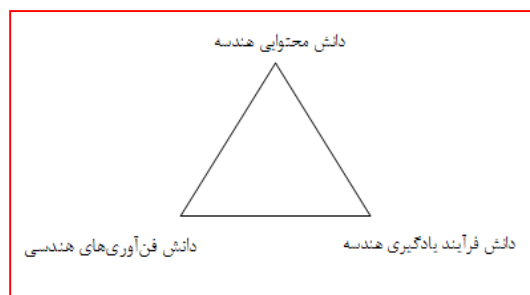 دانش محتوایی هندسه
دانش فرآیند یادگیری هندسه
دانش فن‌آوری‌های هندسی